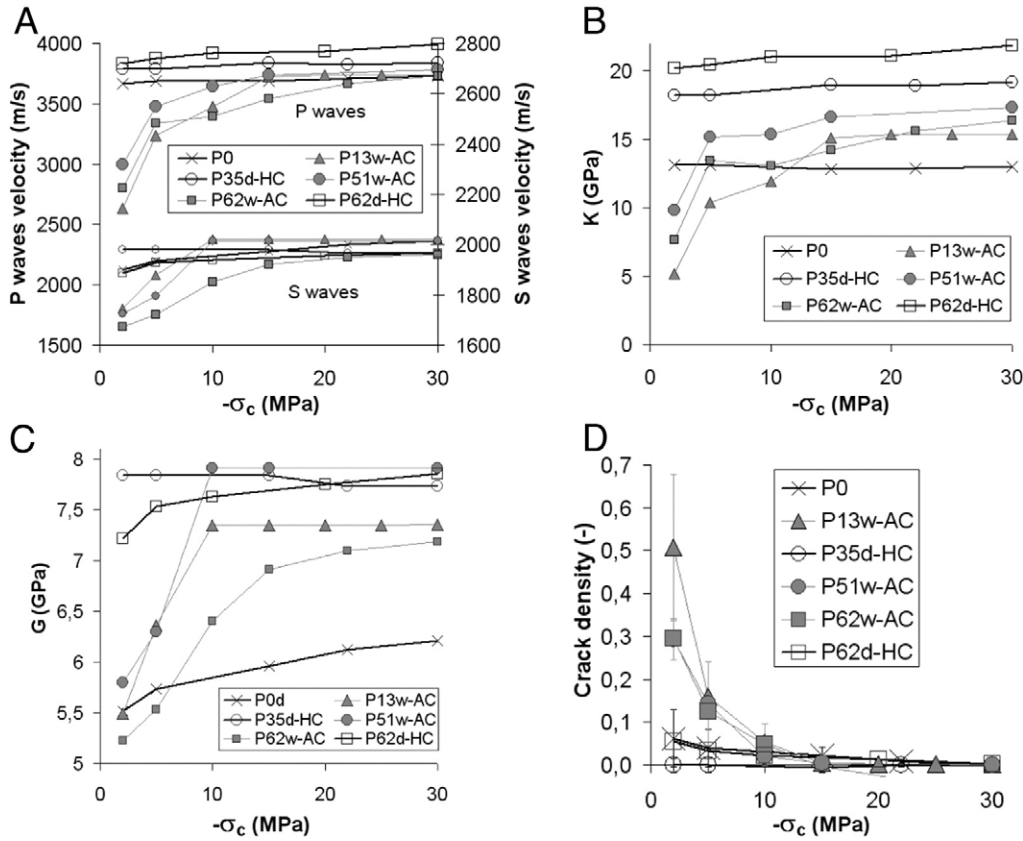 A
P waves velocity (m/s)
4000
3500
3000
2500
2000
1500
S waves velocity (m/s)
2800
2600
2400
2200
2000
1800
1600
P waves
P0 P13w-AC
P35d-HC P51w-AC
P62w-AC P62d-HC
S waves
0 10 20 30
-σc (MPa)
B
K (GPa)
20
15
10
5
0
P0 P13w-AC
P35d-HC P51w-AC
P62w-AC P62d-HC
0 10 20 30
-σc (MPa)
C
G (GPa)
8
7,5
7
6,5
6
5,5
5
P0d P13w-AC
P35d-HC P51w-AC
P62w-AC P62d-HC
0 10 20 30
-σc (MPa)
D
Crack density (-)
0,7
0,6
0,5
0,4
0,3
0,2
0,1
0,0
P0
P13w-AC
P35d-HC
P51w-AC
P62w-AC
P62d-HC
0 10 20 30
-σc (MPa)